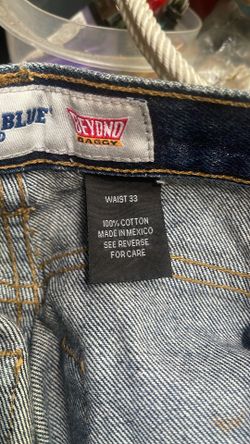 BLUE
BEYOND
BAGGY
WAIST 33
100% COTTON
MADE IN MEXICO
SEE REVERSE
FOR CARE